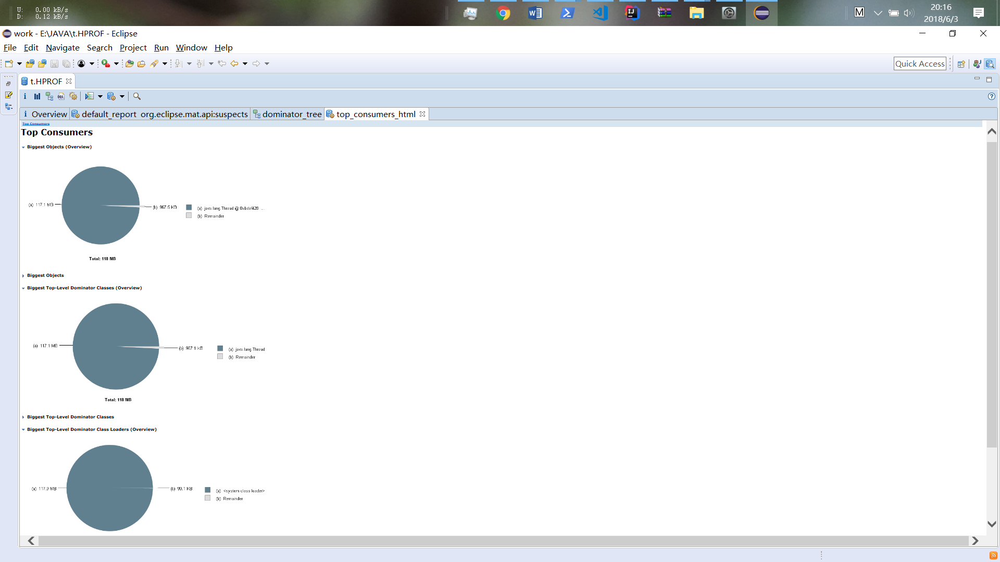 U: 0.00 kB/s
D: 0.12 kB/s
M
20:16
2018/6/3
work - E:\JAVA\t.HPROF - Eclipse
File Edit Navigate Search Project Run Window Help
Quick Access
t.HPROF
i OQL
i Overview default_report org.eclipse.mat.api:suspects dominator_tree top_consumers_html
Top Consumers
Top Consumers
Biggest Objects (Overview)
(a) 117.1 MB
(b) 967.5 KB
(a) java.lang.Thread @ 0xbdef428 ...
(b) Remainder
Total: 118 MB
Biggest Objects
Biggest Top-Level Dominator Classes (Overview)
(a) 117.1 MB
(b) 967.1 KB
(a) java.lang.Thread
(b) Remainder
Total: 118 MB
Biggest Top-Level Dominator Classes
Biggest Top-Level Dominator Class Loaders (Overview)
(a) 117.9 MB
(b) 99.1 KB
(a) <system class loader>
(b) Remainder